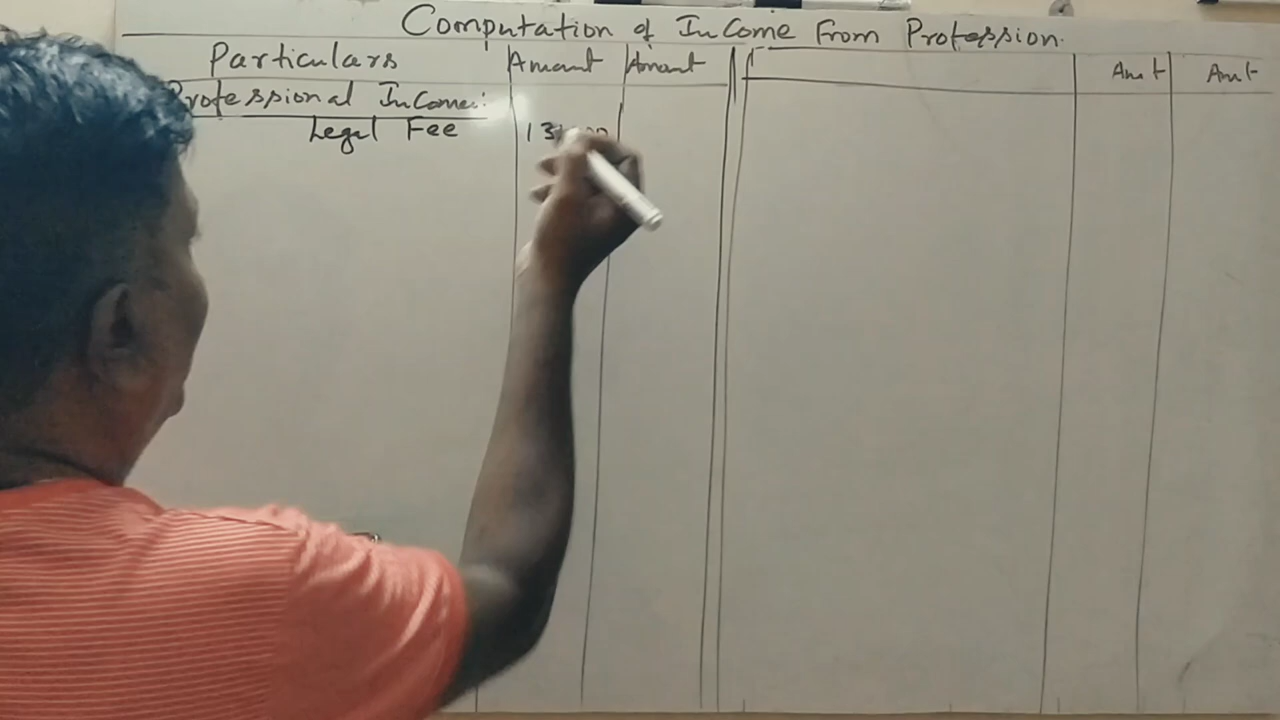 Computation of Income From Profession.
Particulars Amount Amount Amt Amt
Professional Income:
Legal Fee